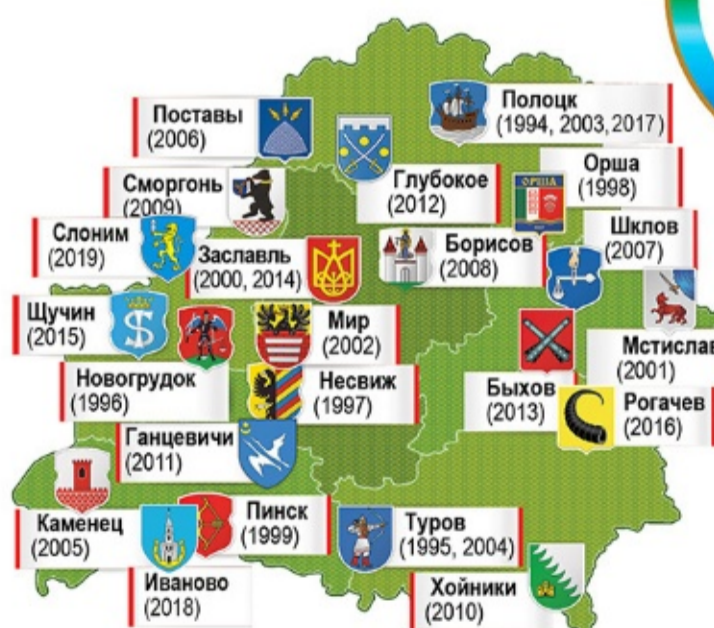 Поставы
(2006)
Полоцк
(1994, 2003, 2017)
Сморгонь
(2009)
Глубокое
(2012)
ОРША
Орша
(1998)
Слоним
(2019)
Заславль
(2000, 2014)
Борисов
(2008)
Шклов
(2007)
Щучин
(2015)
Мир
(2002)
Мстислав
(2001)
Новогрудок
(1996)
Несвиж
(1997)
Быхов
(2013)
Рогачев
(2016)
Ганцевичи
(2011)
Каменец
(2005)
Пинск
(1999)
Туров
(1995, 2004)
Иваново
(2018)
Хойники
(2010)